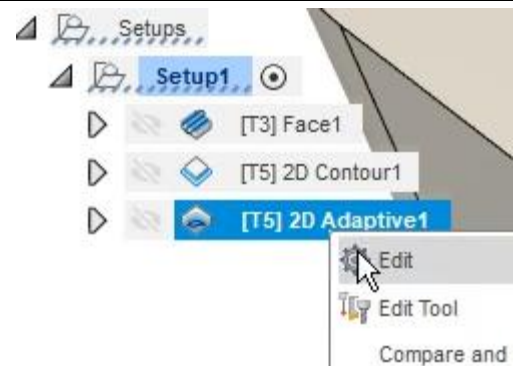 Setups
Setup1
[T3] Face1
[T5] 2D Contour1
[T5] 2D Adaptive1
Edit
Edit Tool
Compare and